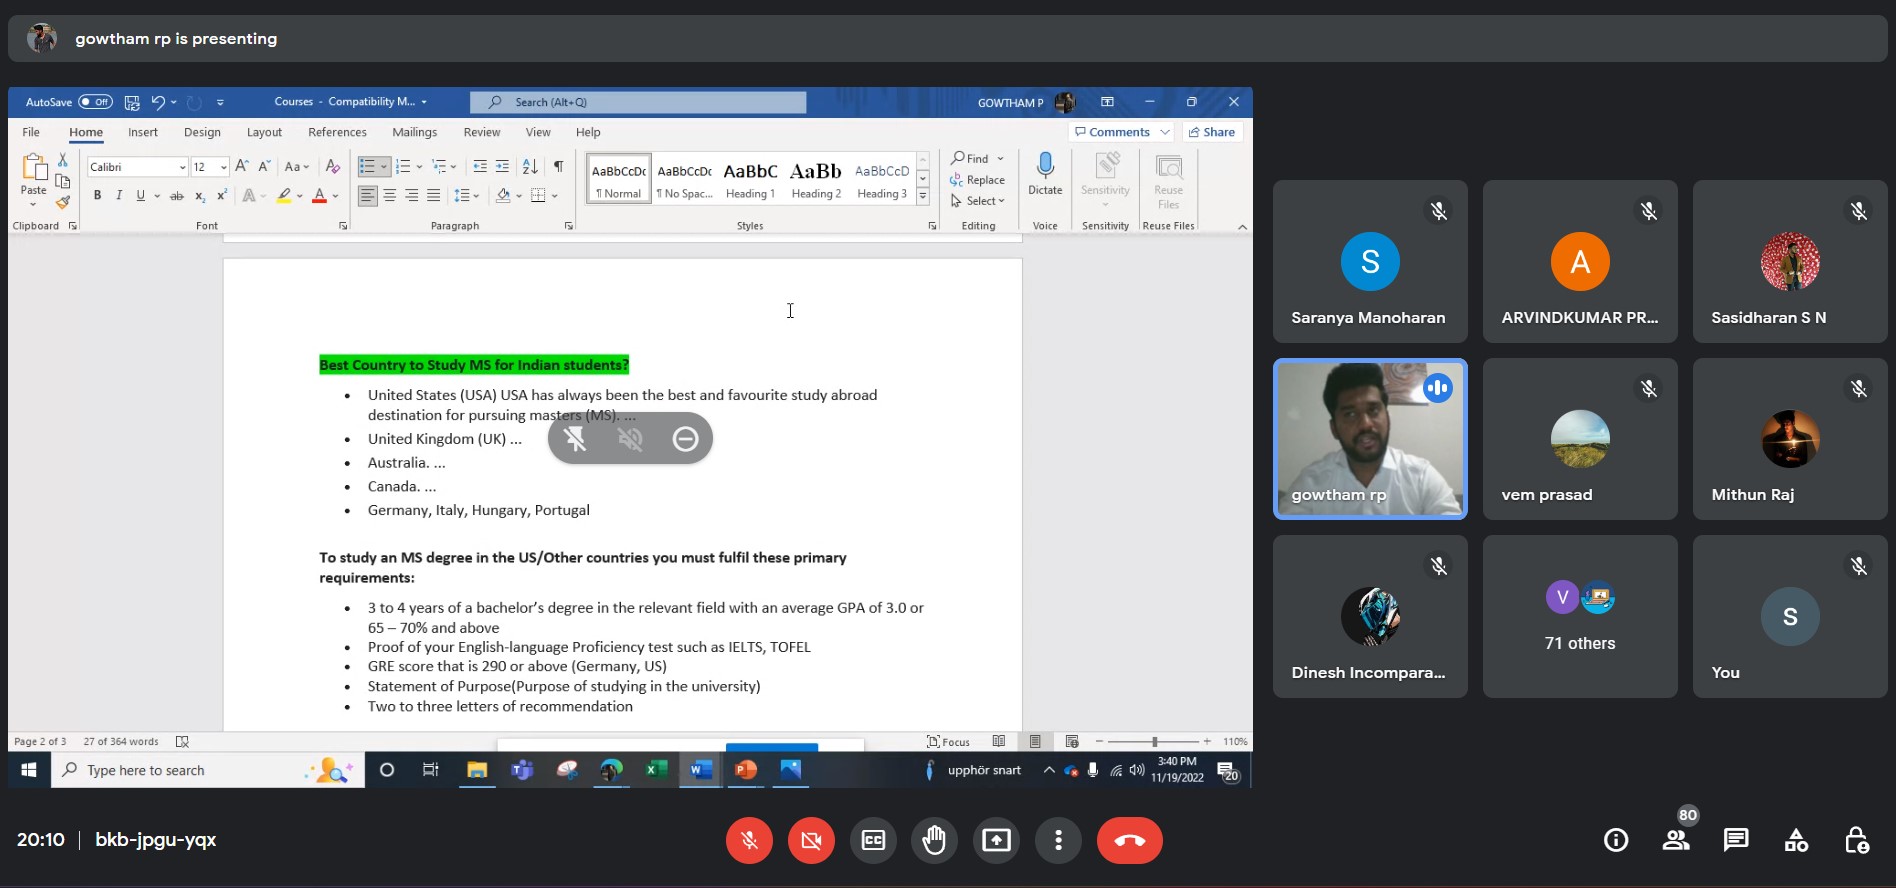 gowtham rp is presenting
AutoSave Off Courses - Compatibility M... Search (Alt+Q) GOWTHAM P
File Home Insert Design Layout References Mailings Review View Help Comments Share
Paste Calibri 12 Aa AaBbCcDc AaBbCcDc AaBbC AaBb AaBbCcD Find Dictate Sensitivity Reuse Files
Replace
B I U ab x₂ x² A A ¶ Normal ¶ No Spac... Heading 1 Heading 2 Heading 3 Select
Clipboard Font Paragraph Styles Editing Voice Sensitivity Reuse Files
Best Country to Study MS for Indian students?
• United States (USA) USA has always been the best and favourite study abroad
destination for pursuing masters (MS). ...
• United Kingdom (UK) ...
• Australia. ...
• Canada. ...
• Germany, Italy, Hungary, Portugal
To study an MS degree in the US/Other countries you must fulfil these primary
requirements:
• 3 to 4 years of a bachelor’s degree in the relevant field with an average GPA of 3.0 or
65 – 70% and above
• Proof of your English-language Proficiency test such as IELTS, TOFEL
• GRE score that is 290 or above (Germany, US)
• Statement of Purpose(Purpose of studying in the university)
• Two to three letters of recommendation
Page 2 of 3 27 of 364 words Focus 110%
Type here to search upphör snart 3:40 PM
11/19/2022 20
S A
Saranya Manoharan ARVINDKUMAR PR... Sasidharan S N
gowtham rp vem prasad Mithun Raj
V S
71 others
Dinesh Incompara... You
20:10 | bkb-jpgu-yqx CC 80